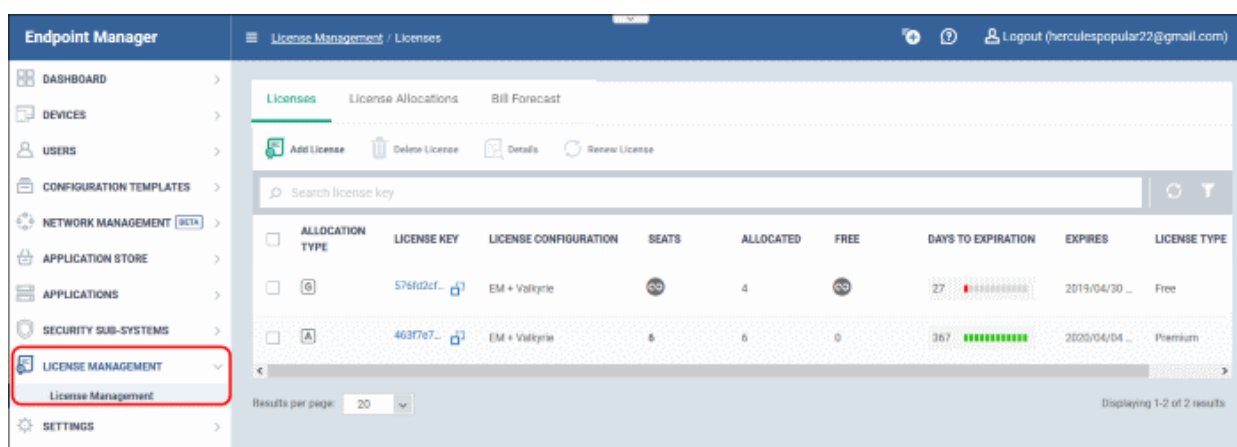 Endpoint Manager
License Management / Licenses
Logout (herculespopular22@gmail.com)
DASHBOARD
DEVICES
USERS
CONFIGURATION TEMPLATES
NETWORK MANAGEMENT BETA
APPLICATION STORE
APPLICATIONS
SECURITY SUB-SYSTEMS
LICENSE MANAGEMENT
License Management
SETTINGS
Licenses License Allocations Bill Forecast
Add License Delete License Details Renew License
Search license key
ALLOCATION TYPE LICENSE KEY LICENSE CONFIGURATION SEATS ALLOCATED FREE DAYS TO EXPIRATION EXPIRES LICENSE TYPE
G 576fd2cf... EM + Valkyrie 4 27 2019/04/30 ... Free
A 463f7e7... EM + Valkyrie 6 6 0 367 2020/04/04 ... Premium
Results per page: 20 Displaying 1-2 of 2 results